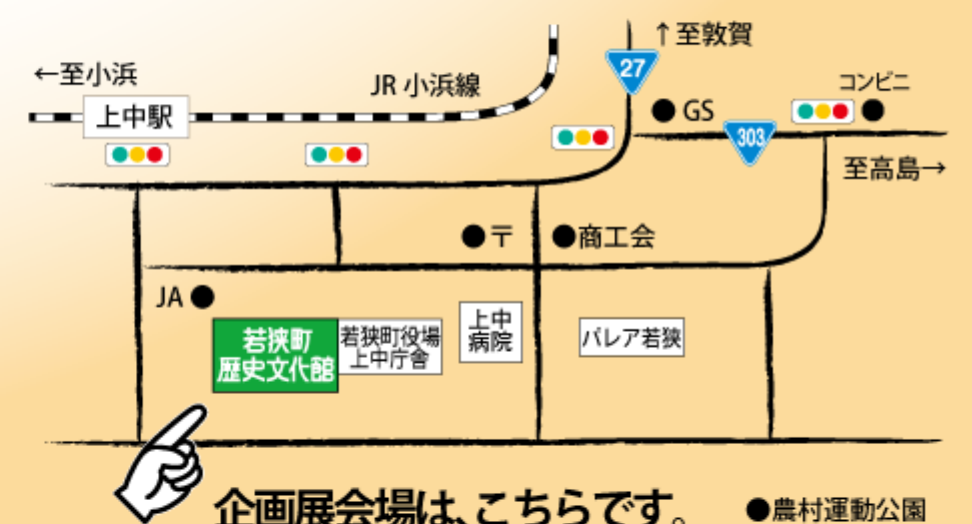 ↑至敦賀
27
←至小浜
JR 小浜線
コンビニ
上中駅
●GS
303
至高島→
●〒
●商工会
JA●
若狭町
歴史文化館
若狭町役場
上中庁舎
上中
病院
パレア若狭
企画展会場は、こちらです。
●農村運動公園